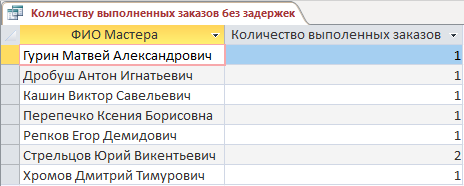 Количеству выполненных заказов без задержек
ФИО Мастера Количество выполенных заказов
Гурин Матвей Александрович 1
Дробуш Антон Игнатьевич 1
Кашин Виктор Савельевич 1
Перепечко Ксения Борисовна 1
Репков Егор Демидович 1
Стрельцов Юрий Викентьевич 2
Хромов Дмитрий Тимурович 1